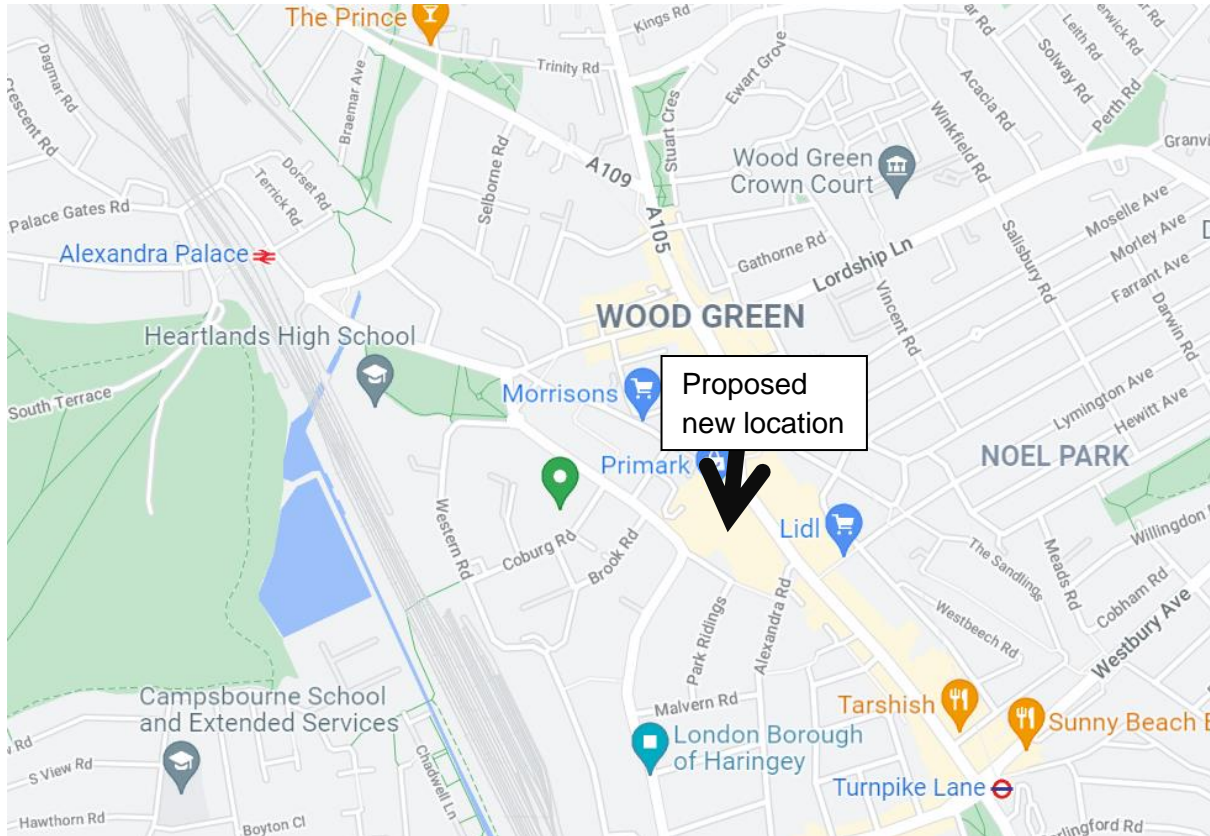 The Prince
Kings Rd
Trinity Rd
Dagmar Rd
Crescent Rd
Braemar Ave
Ewart Grove
Stuart Cres
Solway Rd
Leith Rd
Perth Rd
Acacia Rd
Winkfield Rd
A109
Selborne Rd
Wood Green
Crown Court
Dorset Rd
Terrick Rd
Palace Gates Rd
A105
Alexandra Palace
Gathorne Rd
Lordship Ln
Salisbury Rd
Moselle Ave
Morley Ave
Farrant Ave
Vincent Rd
Darwin Rd
WOOD GREEN
Heartlands High School
South Terrace
Morrisons
Proposed
new location
Lymington Ave
Hewitt Ave
NOEL PARK
Primark
Western Rd
Coburg Rd
Brook Rd
Lidl
Willingdon
The Sandlings
Meads Rd
Cobham Rd
Westbury Ave
Park Ridings
Alexandra Rd
Westbeech Rd
Campsbourne School
and Extended Services
Malvern Rd
Tarshish
Sunny Beach
London Borough
of Haringey
Chadwell Ln
S View Rd
Turnpike Lane
Hawthorn Rd
Boyton Cl